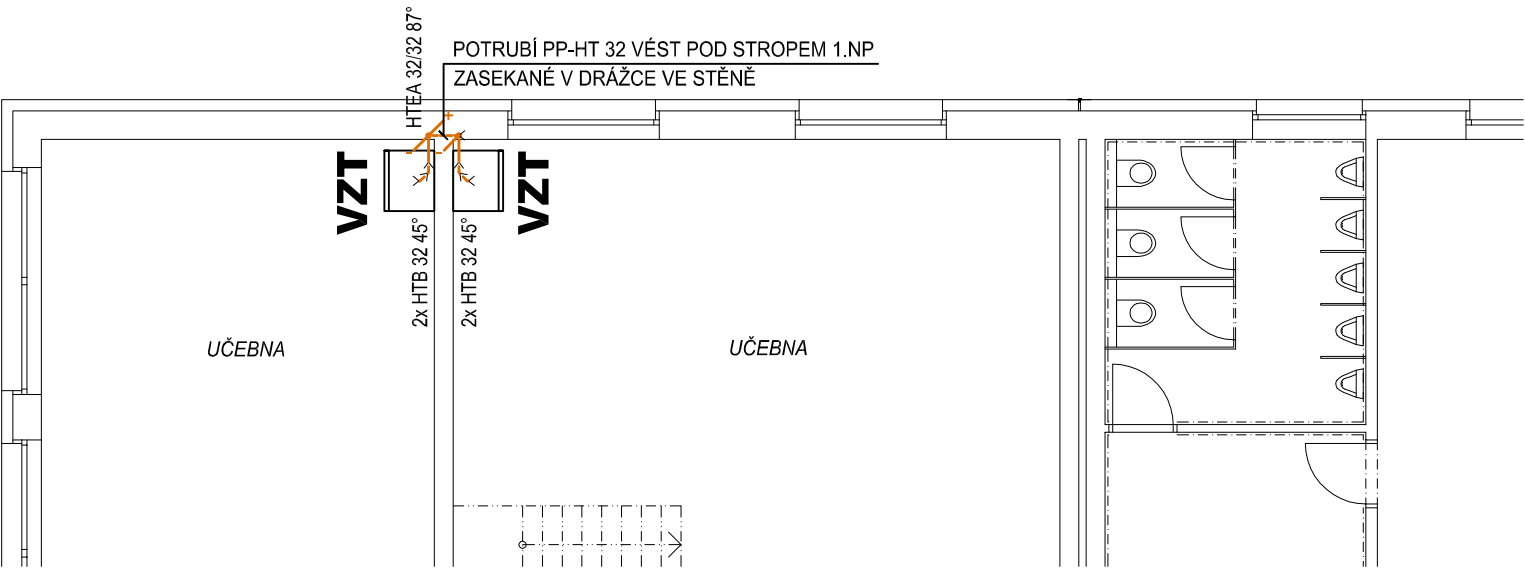 POTRUBÍ PP-HT 32 VÉST POD STROPEM 1.NP
ZASEKANÉ V DRÁŽCE VE STĚNĚ
HTEA 32/32 87°
VZT
VZT
2x HTB 32 45°
2x HTB 32 45°
UČEBNA
UČEBNA